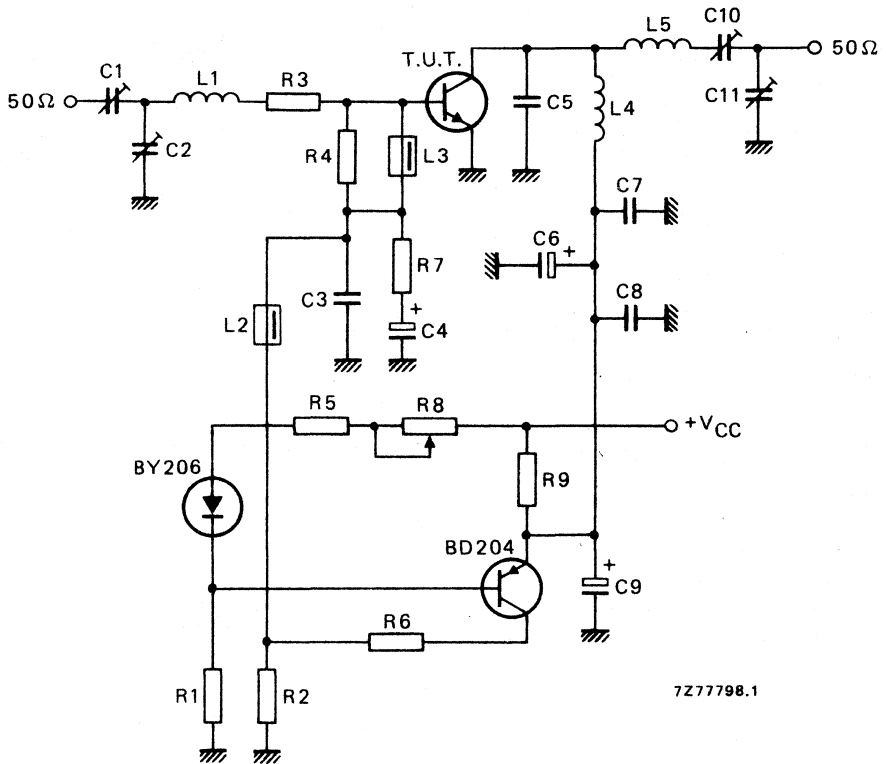 C10
L5
50Ω
T.U.T.
C1
L1
R3
50Ω
C5
L4
C11
C2
R4
L3
C7
C6
+
R7
C8
C3
+
L2
C4
R5
R8
+VCC
BY206
R9
BD204
+
C9
R6
R1
R2
7Z77798.1